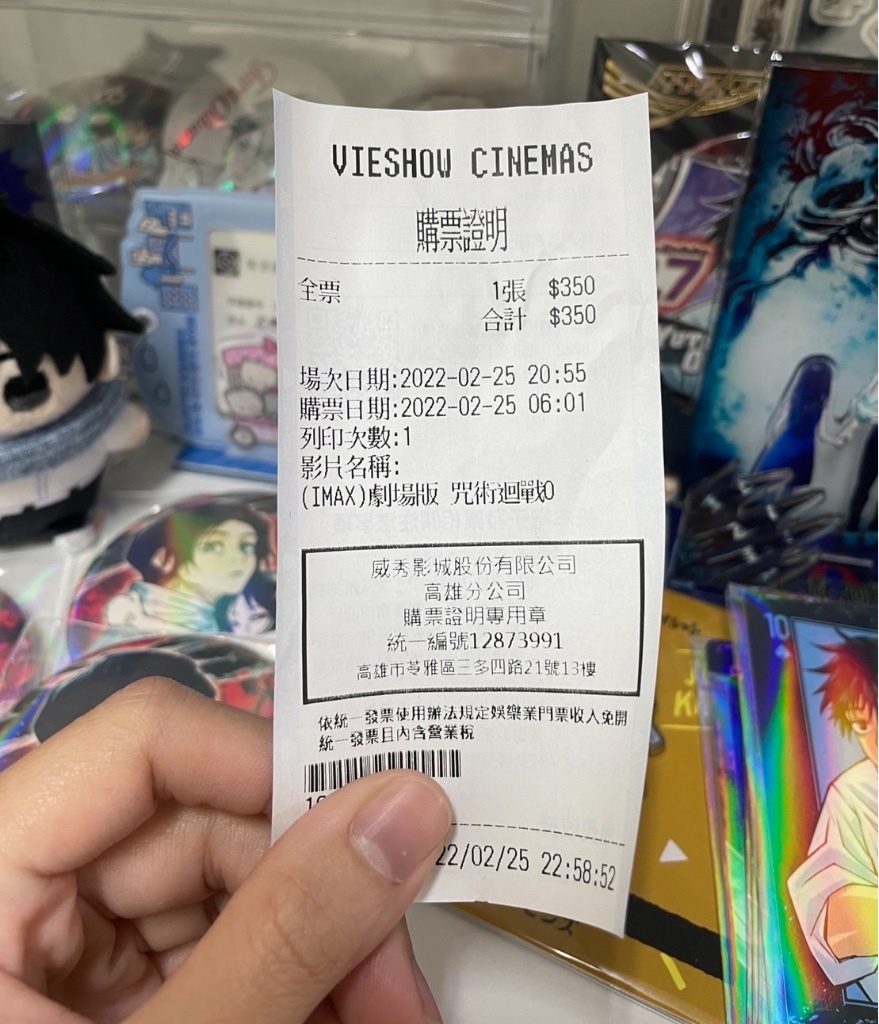 VIESHOW CINEMAS
購票證明
全票 1張 $350
合計 $350
場次日期:2022-02-25 20:55
購票日期:2022-02-25 06:01
列印次數:1
影片名稱:
(IMAX)劇場版 咒術迴戰0
威秀影城股份有限公司
高雄分公司
購票證明專用章
統一編號12873991
高雄市苓雅區三多四路21號13樓
依統一發票使用辦法規定娛樂業門票收入免開
統一發票且內含營業稅
22/02/25 22:58:52
10